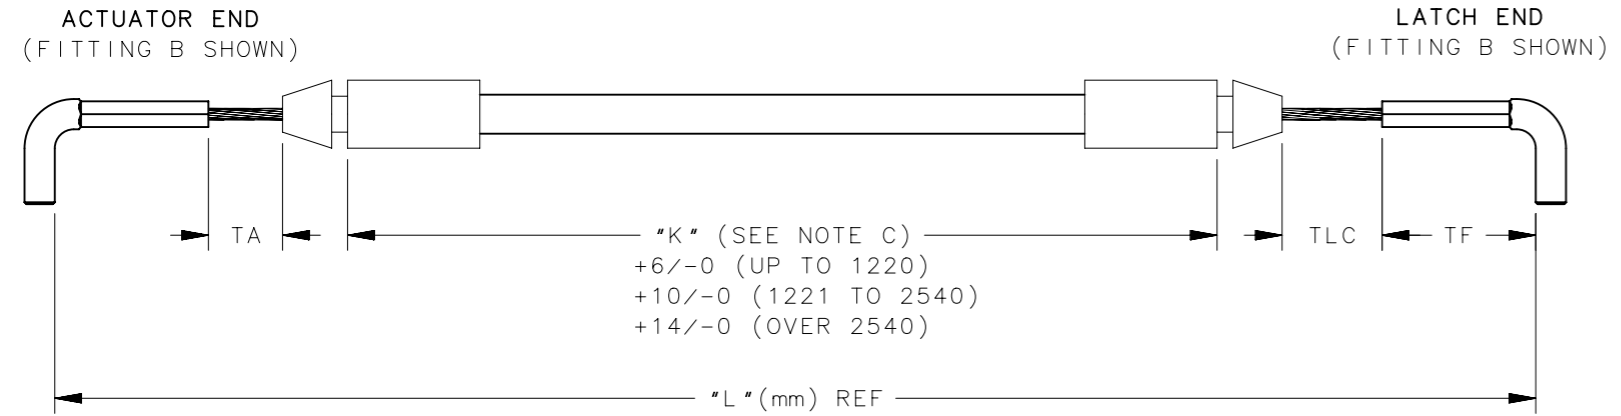 ACTUATOR END
(FITTING B SHOWN)
LATCH END
(FITTING B SHOWN)
TA
"K" (SEE NOTE C)
+6/-0 (UP TO 1220)
+10/-0 (1221 TO 2540)
+14/-0 (OVER 2540)
TLC
TF
"L"(mm) REF